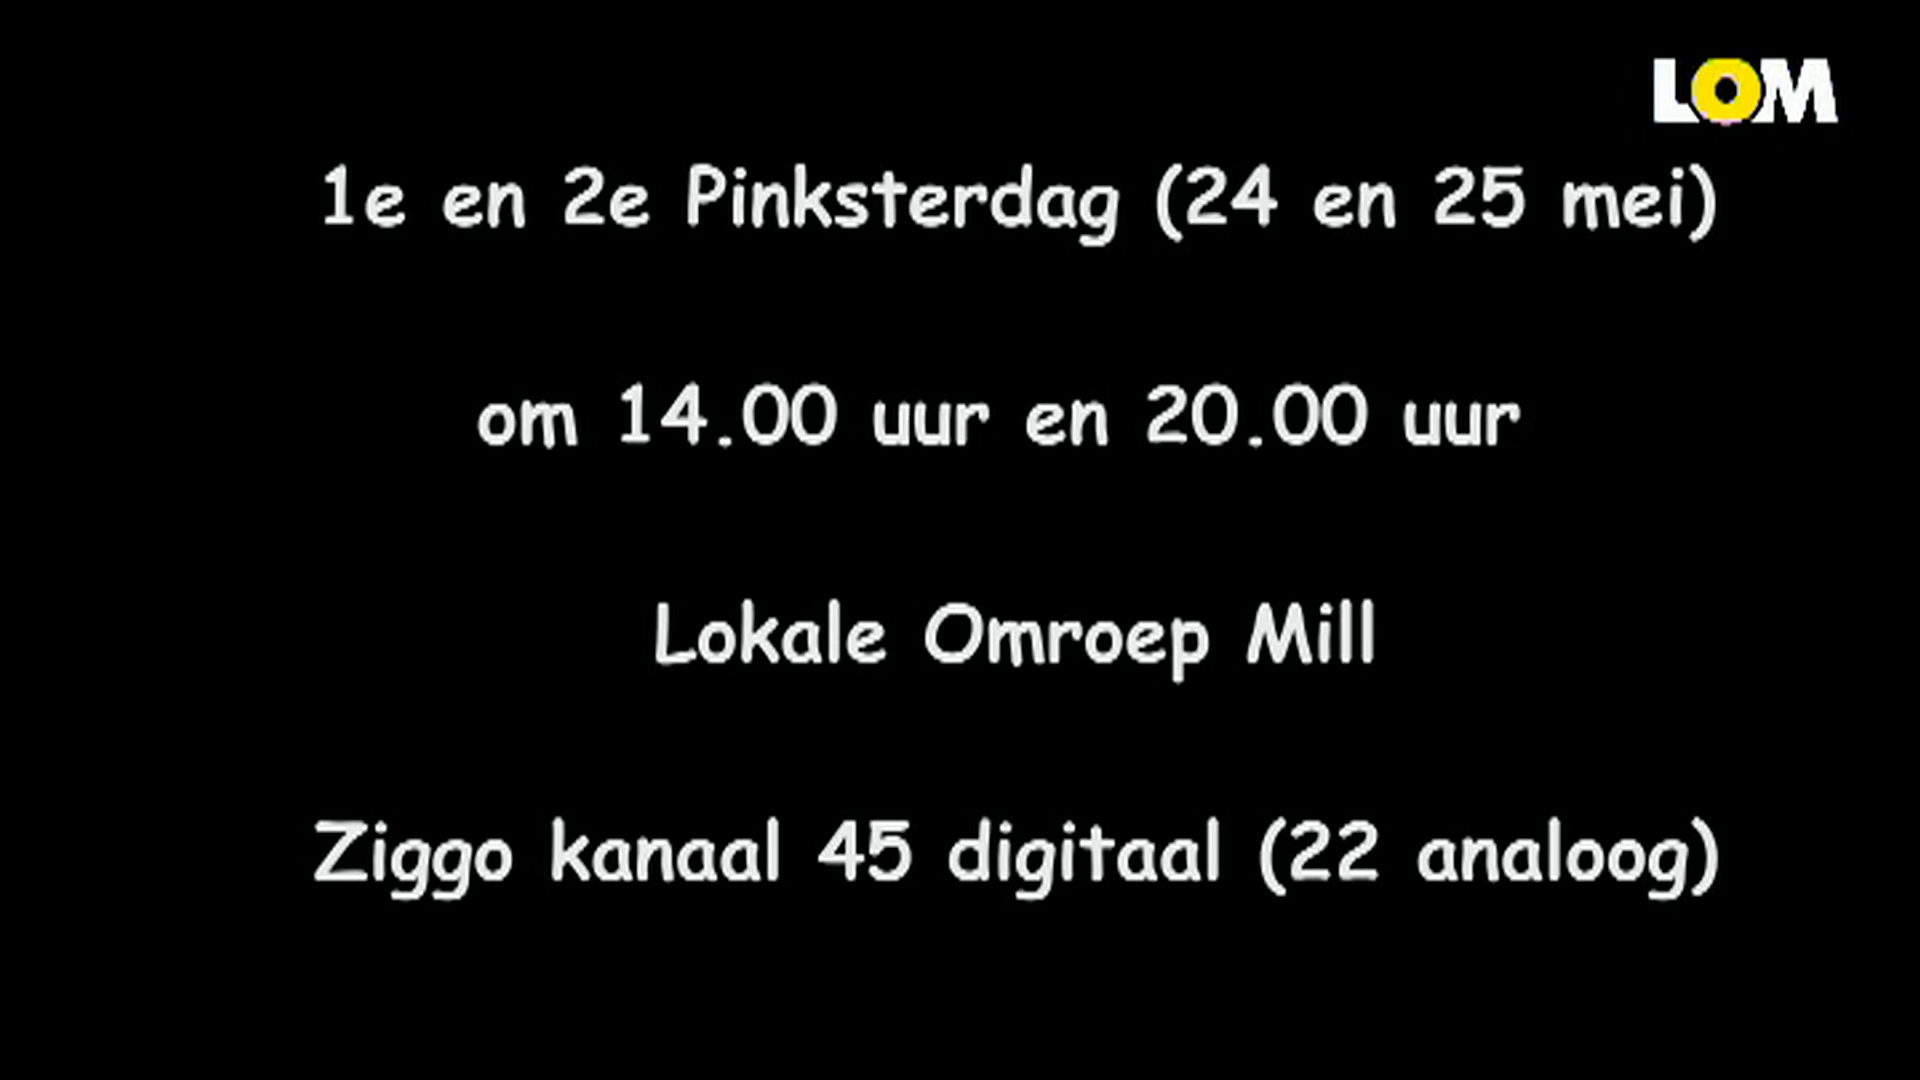 LOM
1e en 2e Pinksterdag (24 en 25 mei)
om 14.00 uur en 20.00 uur
Lokale Omroep Mill
Ziggo kanaal 45 digitaal (22 analoog)